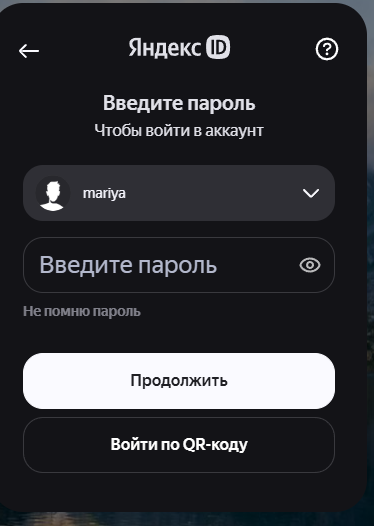 Яндекс ID
Введите пароль
Чтобы войти в аккаунт
mariya
Введите пароль
Не помню пароль
Продолжить
Войти по QR-коду